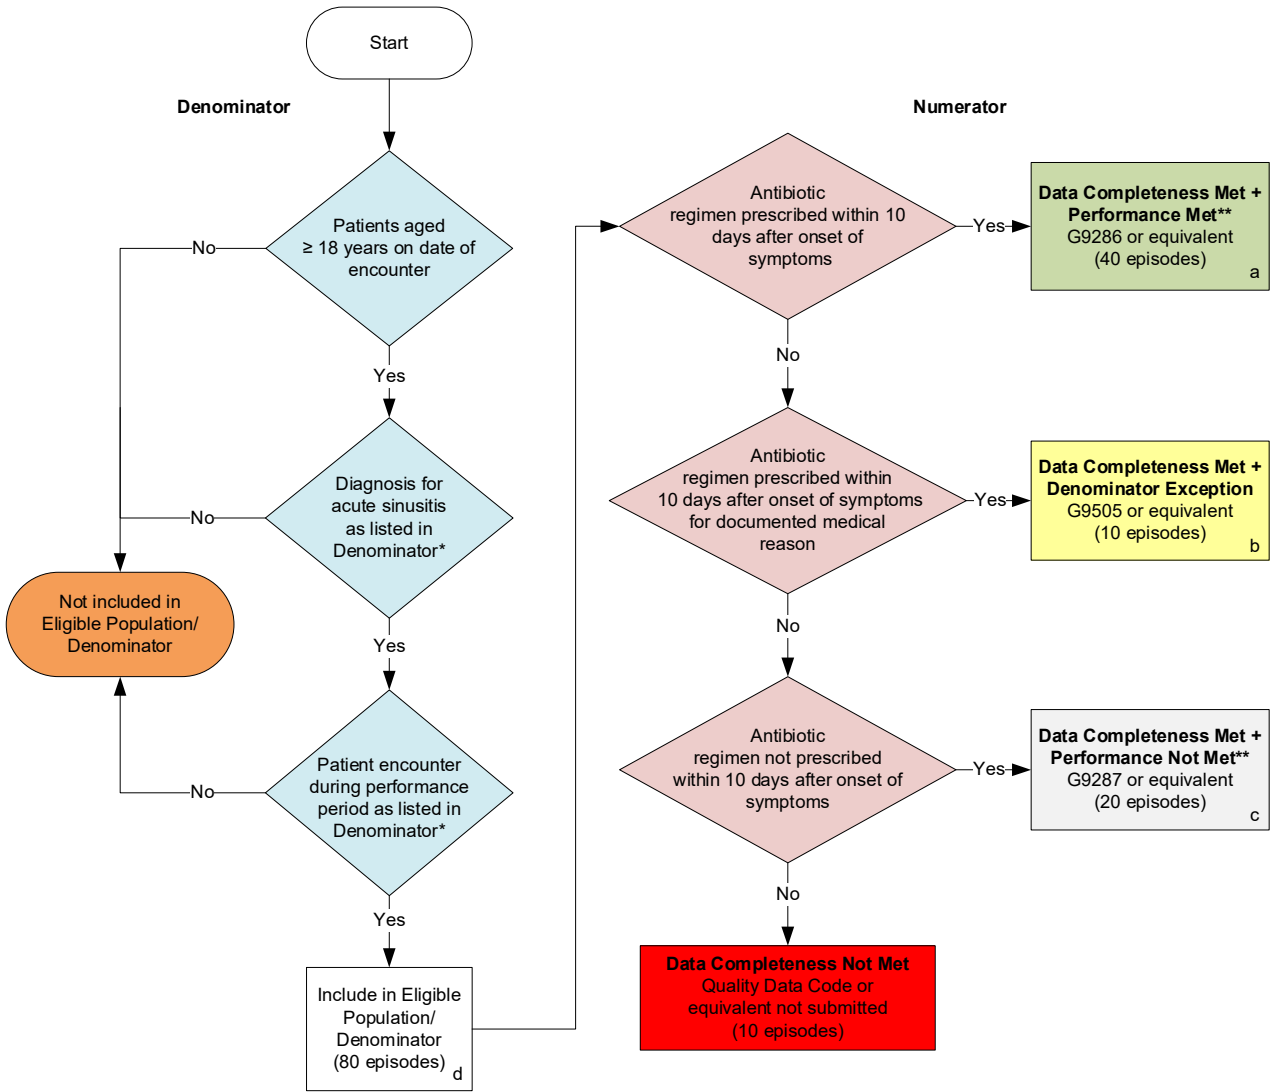 Start
Denominator
Patients aged
≥ 18 years on date of
encounter
No
Yes
Diagnosis for
acute sinusitis
as listed in
Denominator*
No
Not included in
Eligible Population/
Denominator
Yes
Patient encounter
during performance
period as listed in
Denominator*
No
Yes
Include in Eligible
Population/
Denominator
(80 episodes)
d
Numerator
Antibiotic
regimen prescribed within 10
days after onset of
symptoms
Yes
Data Completeness Met +
Performance Met**
G9286 or equivalent
(40 episodes)
a
No
Antibiotic
regimen prescribed within
10 days after onset of symptoms
for documented medical
reason
Yes
Data Completeness Met +
Denominator Exception
G9505 or equivalent
(10 episodes)
b
No
Antibiotic
regimen not prescribed
within 10 days after onset of
symptoms
Yes
Data Completeness Met +
Performance Not Met**
G9287 or equivalent
(20 episodes)
c
No
Data Completeness Not Met
Quality Data Code or
equivalent not submitted
(10 episodes)